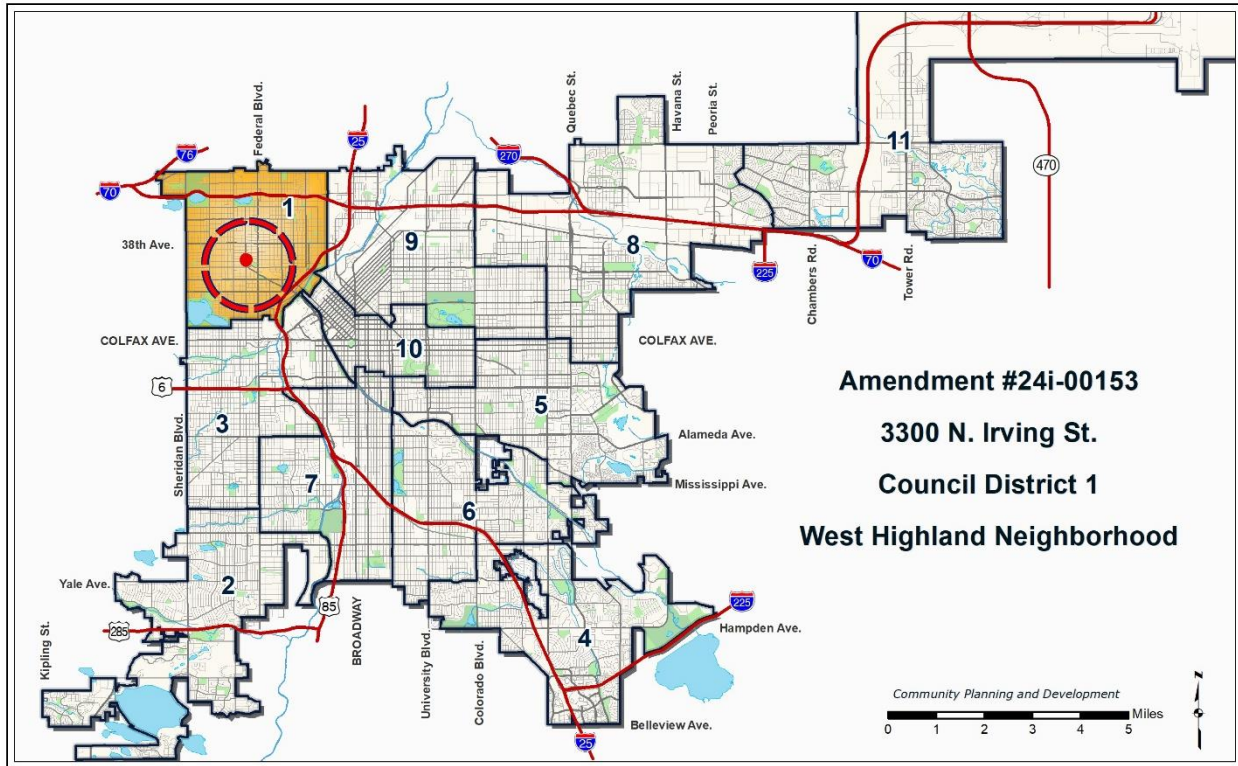 Federal Blvd.
Quebec St.
Havana St.
Peoria St.
76
25
270
70
11
470
1
38th Ave.
9
8
225
70
Chambers Rd.
Tower Rd.
COLFAX AVE.
10
COLFAX AVE.
6
3
5
Sheridan Blvd.
Alameda Ave.
7
Mississippi Ave.
6
Yale Ave.
2
85
BROADWAY
285
Kipling St.
University Blvd.
Colorado Blvd.
4
225
Hampden Ave.
Belleview Ave.
25
Amendment #24i-00153
3300 N. Irving St.
Council District 1
West Highland Neighborhood
Community Planning and Development
Miles
0 1 2 3 4 5
N